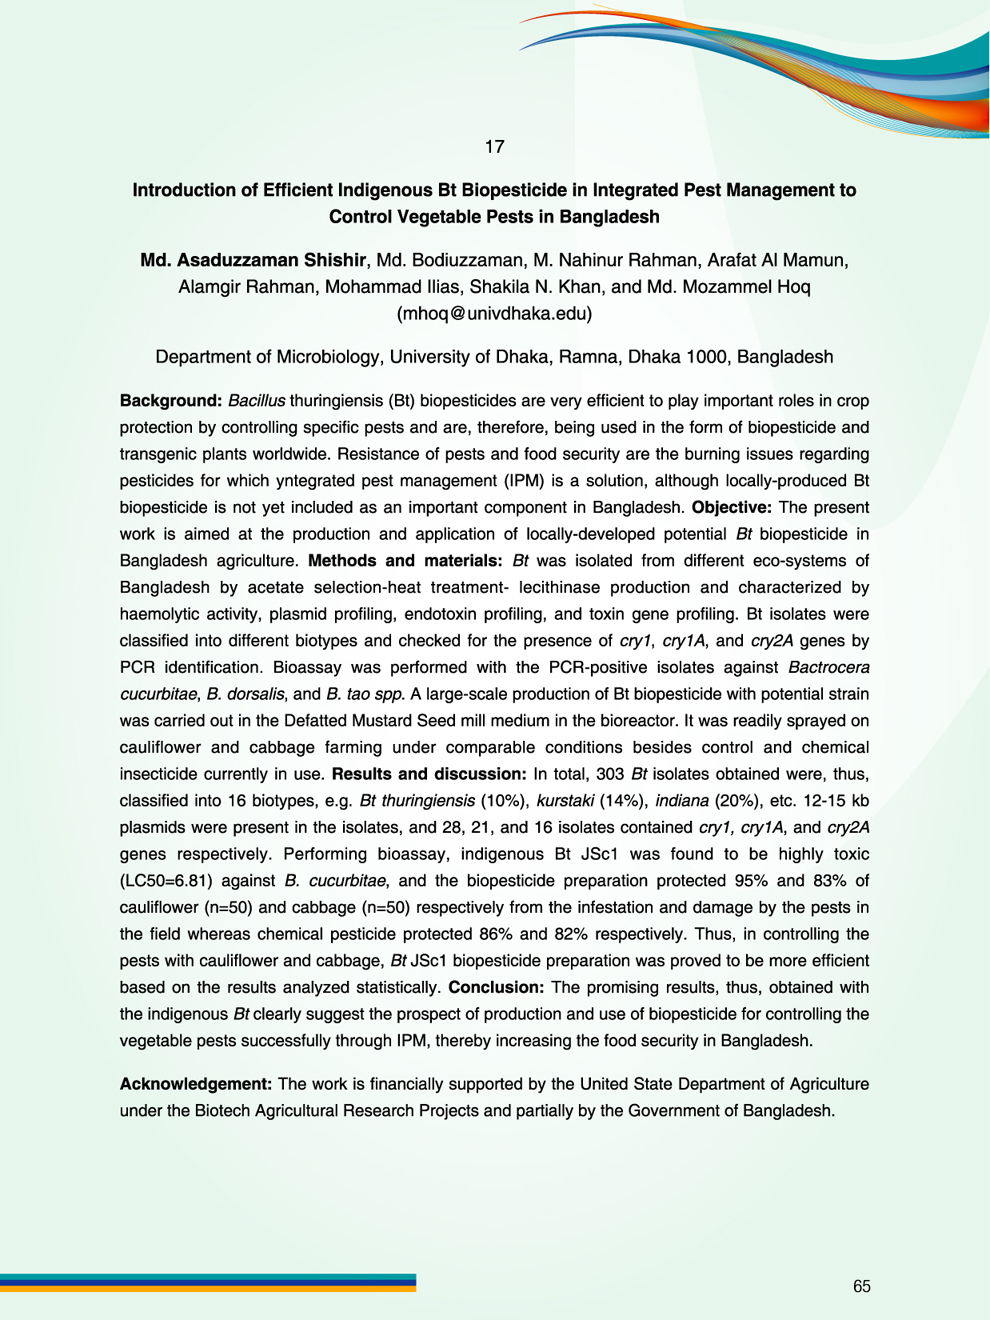 17
Introduction of Efficient Indigenous Bt Biopesticide in Integrated Pest Management to
Control Vegetable Pests in Bangladesh
Md. Asaduzzaman Shishir, Md. Bodiuzzaman, M. Nahinur Rahman, Arafat Al Mamun,
Alamgir Rahman, Mohammad Ilias, Shakila N. Khan, and Md. Mozammel Hoq
(mhoq@univdhaka.edu)
Department of Microbiology, University of Dhaka, Ramna, Dhaka 1000, Bangladesh
Background: Bacillus thuringiensis (Bt) biopesticides are very efficient to play important roles in crop
protection by controlling specific pests and are, therefore, being used in the form of biopesticide and
transgenic plants worldwide. Resistance of pests and food security are the burning issues regarding
pesticides for which yntegrated pest management (IPM) is a solution, although locally-produced Bt
biopesticide is not yet included as an important component in Bangladesh. Objective: The present
work is aimed at the production and application of locally-developed potential Bt biopesticide in
Bangladesh agriculture. Methods and materials: Bt was isolated from different eco-systems of
Bangladesh by acetate selection-heat treatment- lecithinase production and characterized by
haemolytic activity, plasmid profiling, endotoxin profiling, and toxin gene profiling. Bt isolates were
classified into different biotypes and checked for the presence of cry1, cry1A, and cry2A genes by
PCR identification. Bioassay was performed with the PCR-positive isolates against Bactrocera
cucurbitae, B. dorsalis, and B. tao spp. A large-scale production of Bt biopesticide with potential strain
was carried out in the Defatted Mustard Seed mill medium in the bioreactor. It was readily sprayed on
cauliflower and cabbage farming under comparable conditions besides control and chemical
insecticide currently in use. Results and discussion: In total, 303 Bt isolates obtained were, thus,
classified into 16 biotypes, e.g. Bt thuringiensis (10%), kurstaki (14%), indiana (20%), etc. 12-15 kb
plasmids were present in the isolates, and 28, 21, and 16 isolates contained cry1, cry1A, and cry2A
genes respectively. Performing bioassay, indigenous Bt JSc1 was found to be highly toxic
(LC50=6.81) against B. cucurbitae, and the biopesticide preparation protected 95% and 83% of
cauliflower (n=50) and cabbage (n=50) respectively from the infestation and damage by the pests in
the field whereas chemical pesticide protected 86% and 82% respectively. Thus, in controlling the
pests with cauliflower and cabbage, Bt JSc1 biopesticide preparation was proved to be more efficient
based on the results analyzed statistically. Conclusion: The promising results, thus, obtained with
the indigenous Bt clearly suggest the prospect of production and use of biopesticide for controlling the
vegetable pests successfully through IPM, thereby increasing the food security in Bangladesh.
Acknowledgement: The work is financially supported by the United State Department of Agriculture
under the Biotech Agricultural Research Projects and partially by the Government of Bangladesh.
65